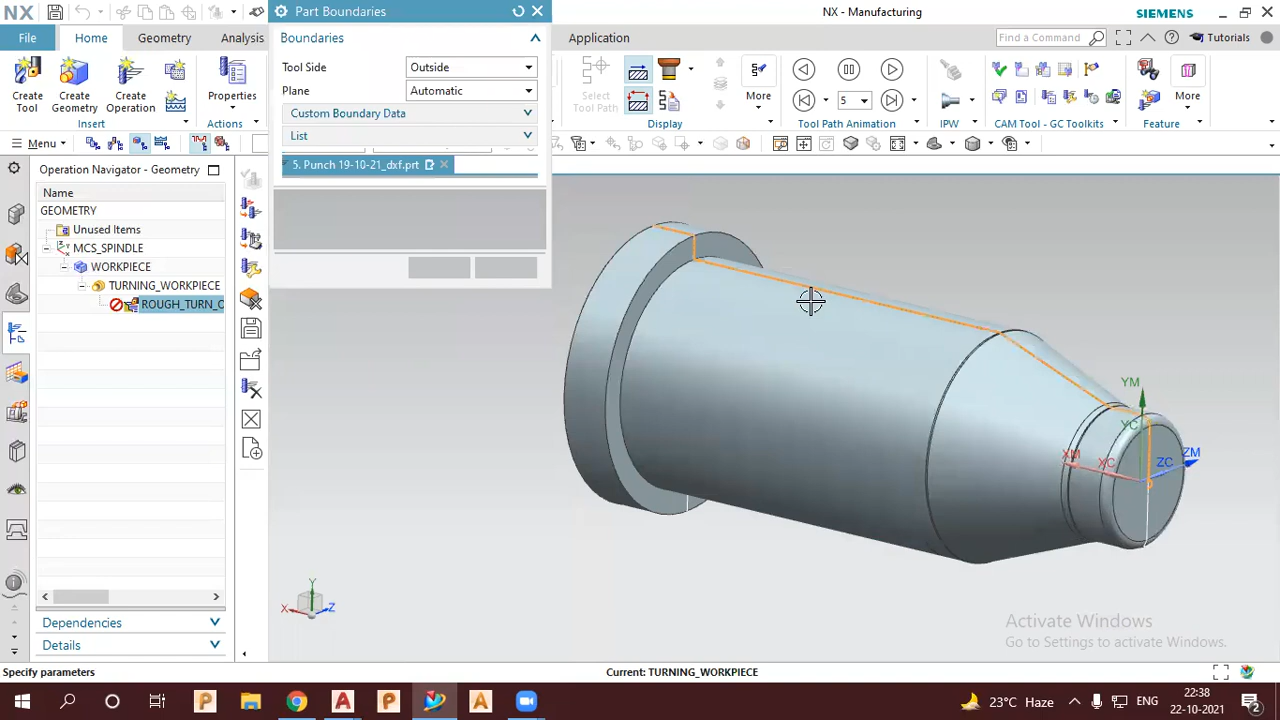 NX
NX - Manufacturing
SIEMENS
File
Home
Geometry
Analysis
Application
Find a Command
Tutorials
Create Tool
Create Geometry
Create Operation
Properties
Insert
Actions
Select Tool Path
More
Display
5
Tool Path Animation
IPW
CAM Tool - GC Toolkits
More
Feature
Menu
Part Boundaries
Boundaries
Tool Side
Outside
Plane
Automatic
Custom Boundary Data
List
5. Punch 19-10-21_dxf.prt
Operation Navigator - Geometry
Name
GEOMETRY
Unused Items
MCS_SPINDLE
WORKPIECE
TURNING_WORKPIECE
ROUGH_TURN_O
Dependencies
Details
YM
YC
XM
XC
ZC
ZM
Y
X
Z
Activate Windows
Go to Settings to activate Windows.
Specify parameters
Current: TURNING_WORKPIECE
23°C Haze
ENG
22:38
22-10-2021
2